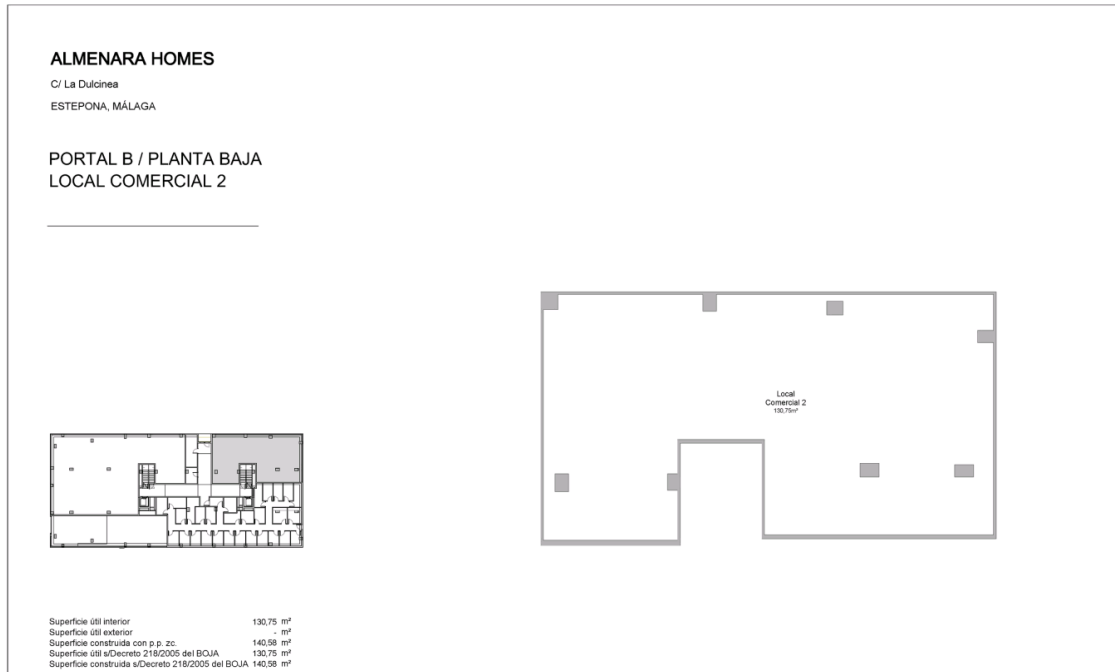 ALMENARA HOMES
C/ La Dulcinea
ESTEPONA, MÁLAGA
PORTAL B / PLANTA BAJA
LOCAL COMERCIAL 2
Local
Comercial 2
130,75m²
Superficie útil interior 130,75 m²
Superficie útil exterior - m²
Superficie construida con p.p. zc. 140,58 m²
Superficie útil s/Decreto 218/2005 del BOJA 130,75 m²
Superficie construida s/Decreto 218/2005 del BOJA 140,58 m²